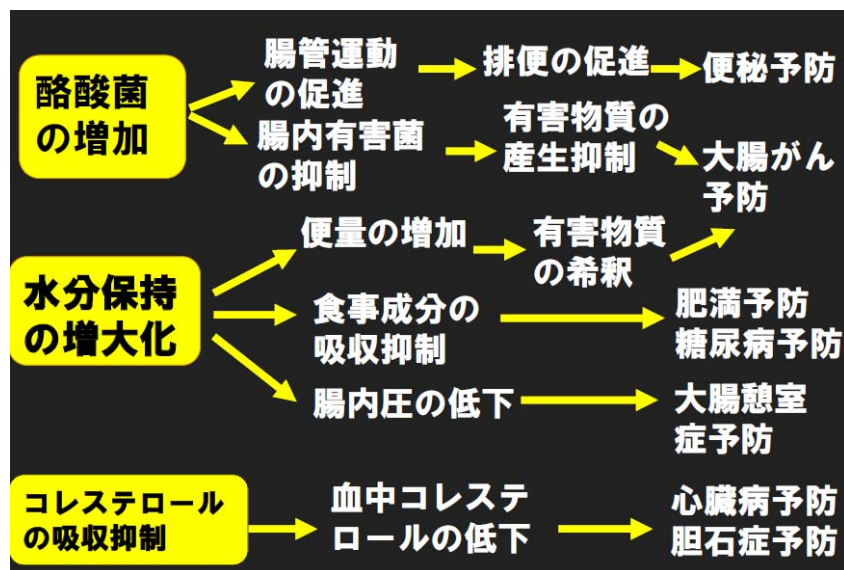 酪酸菌
の増加
腸管運動
の促進
排便の促進
便秘予防
腸内有害菌
の抑制
有害物質の
産生抑制
大腸がん
予防
水分保持
の増大化
便量の増加
有害物質
の希釈
食事成分の
吸収抑制
肥満予防
糖尿病予防
腸内圧の低下
大腸憩室
症予防
コレステロール
の吸収抑制
血中コレステ
ロールの低下
心臓病予防
胆石症予防